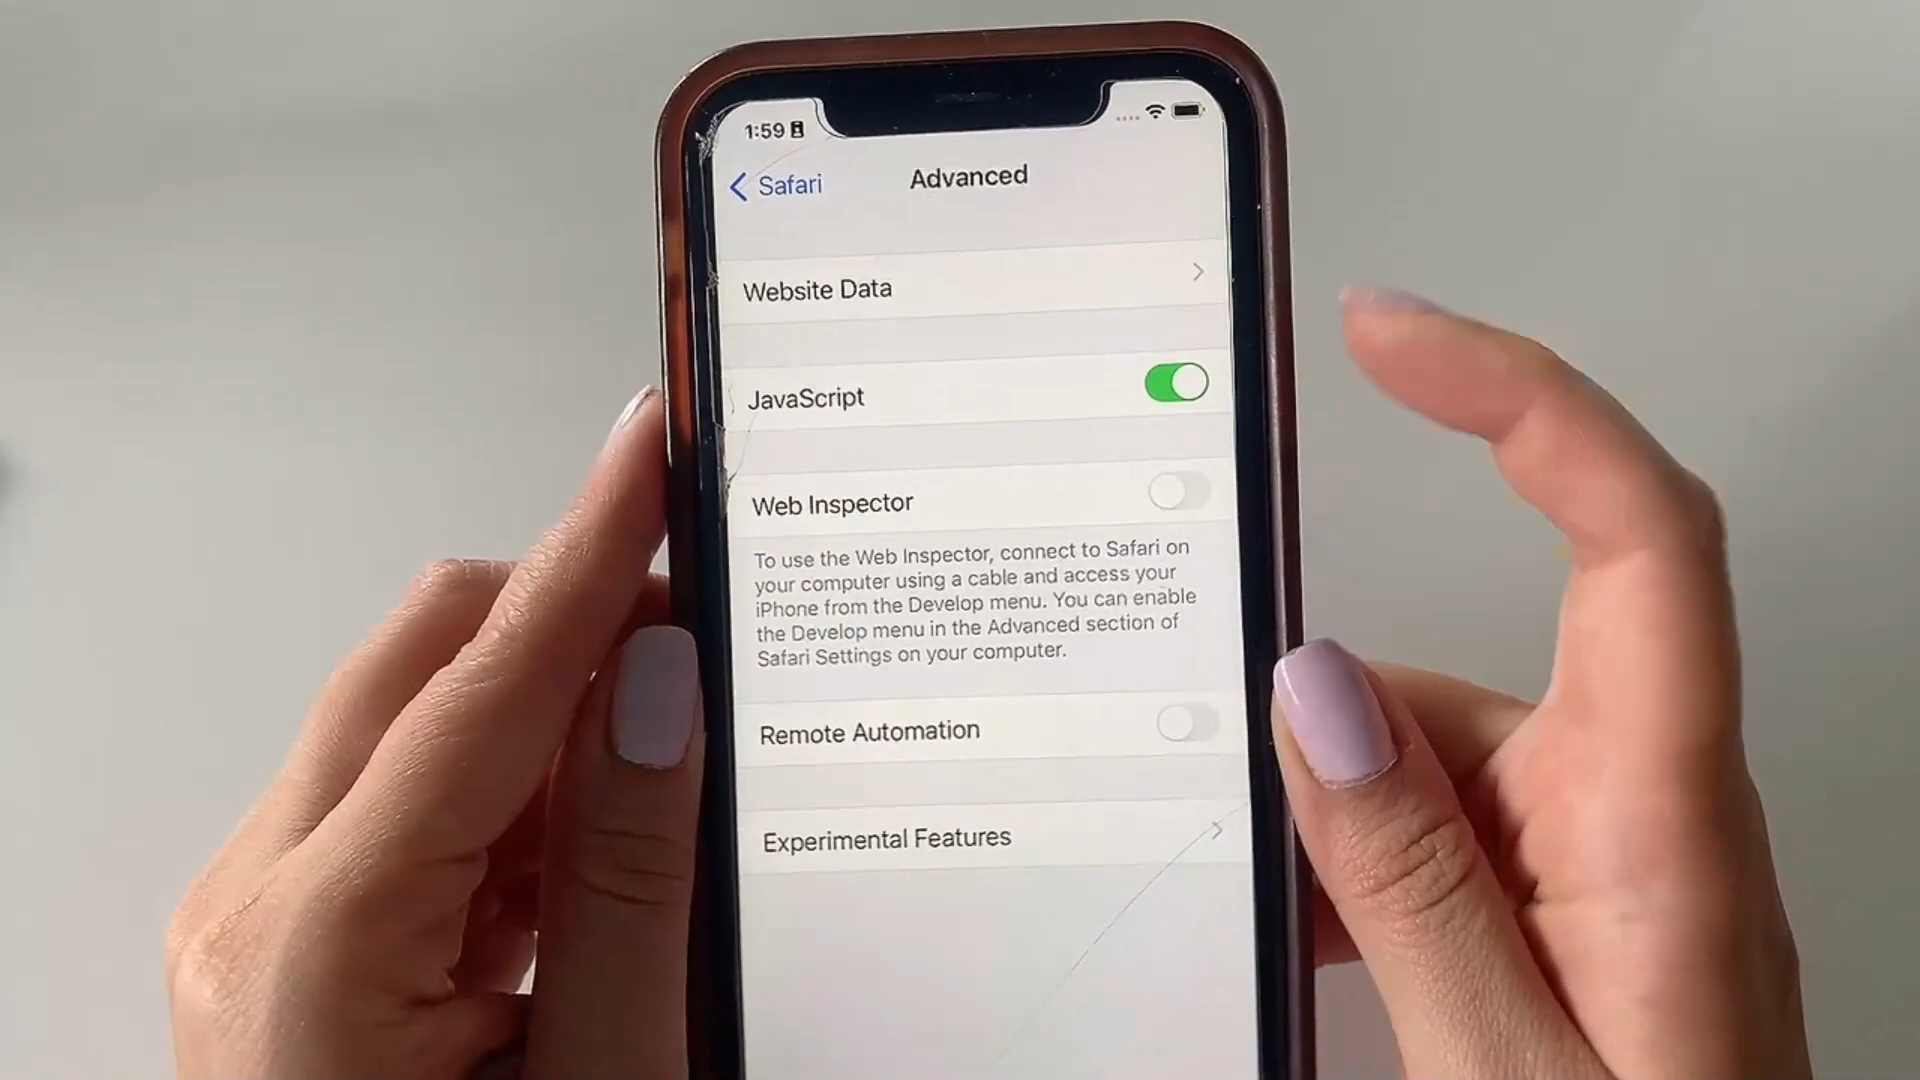 1:59
Safari
Advanced
Website Data
JavaScript
Web Inspector
To use the Web Inspector, connect to Safari on
your computer using a cable and access your
iPhone from the Develop menu. You can enable
the Develop menu in the Advanced section of
Safari Settings on your computer.
Remote Automation
Experimental Features